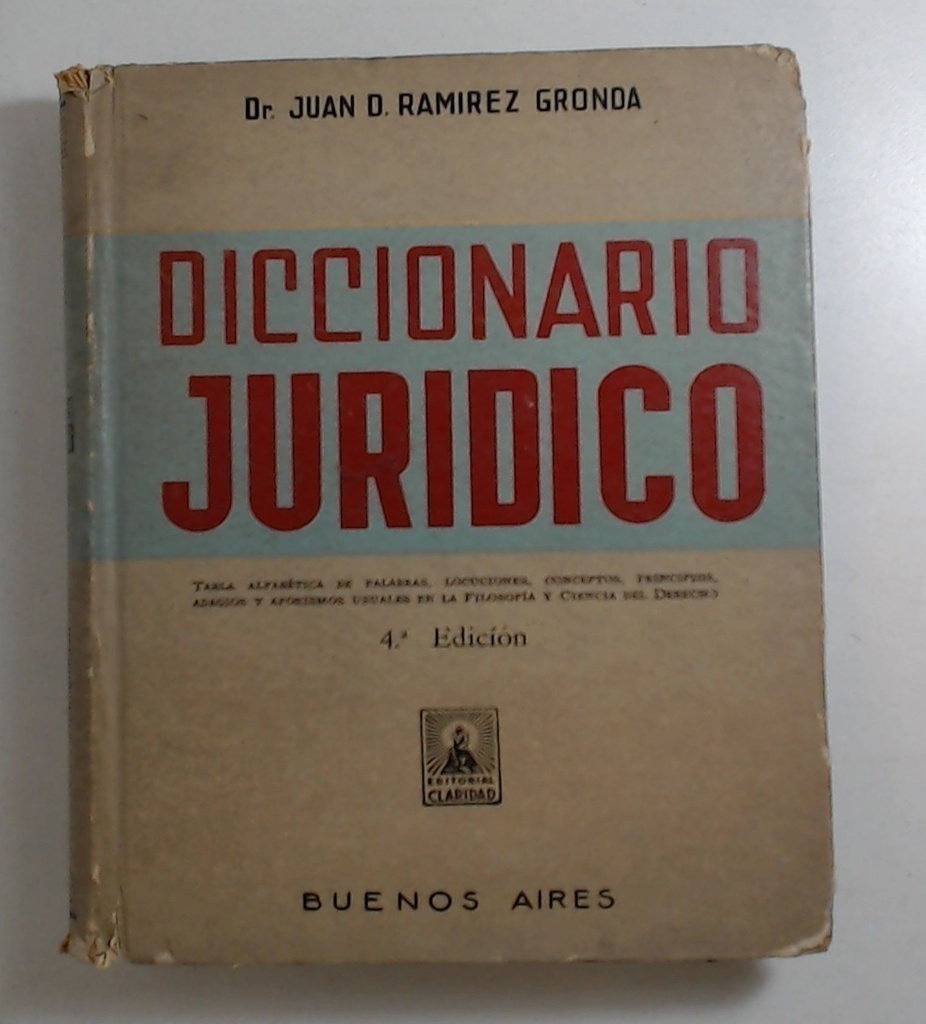 Dr. JUAN D. RAMIREZ GRONDA
DICCIONARIO
JURIDICO
TABLA ALFABÉTICA DE PALABRAS, LOCUCIONES, CONCEPTOS, PRINCIPIOS,
ADAGIOS Y AFORISMOS USUALES EN LA FILOSOFÍA Y CIENCIA DEL DERECHO
4.ª Edición
EDITORIAL
CLARIDAD
BUENOS AIRES